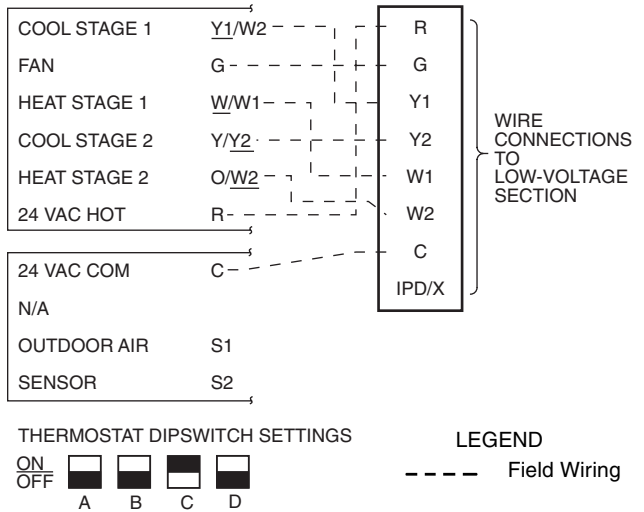 COOL STAGE 1 Y1/W2
FAN G
HEAT STAGE 1 W/W1
COOL STAGE 2 Y/Y2
HEAT STAGE 2 O/W2
24 VAC HOT R
24 VAC COM C
N/A
OUTDOOR AIR S1
SENSOR S2
R
G
Y1
Y2
W1
W2
C
IPD/X
WIRE
CONNECTIONS
TO
LOW-VOLTAGE
SECTION
THERMOSTAT DIPSWITCH SETTINGS
ON
OFF
A B C D
LEGEND
Field Wiring